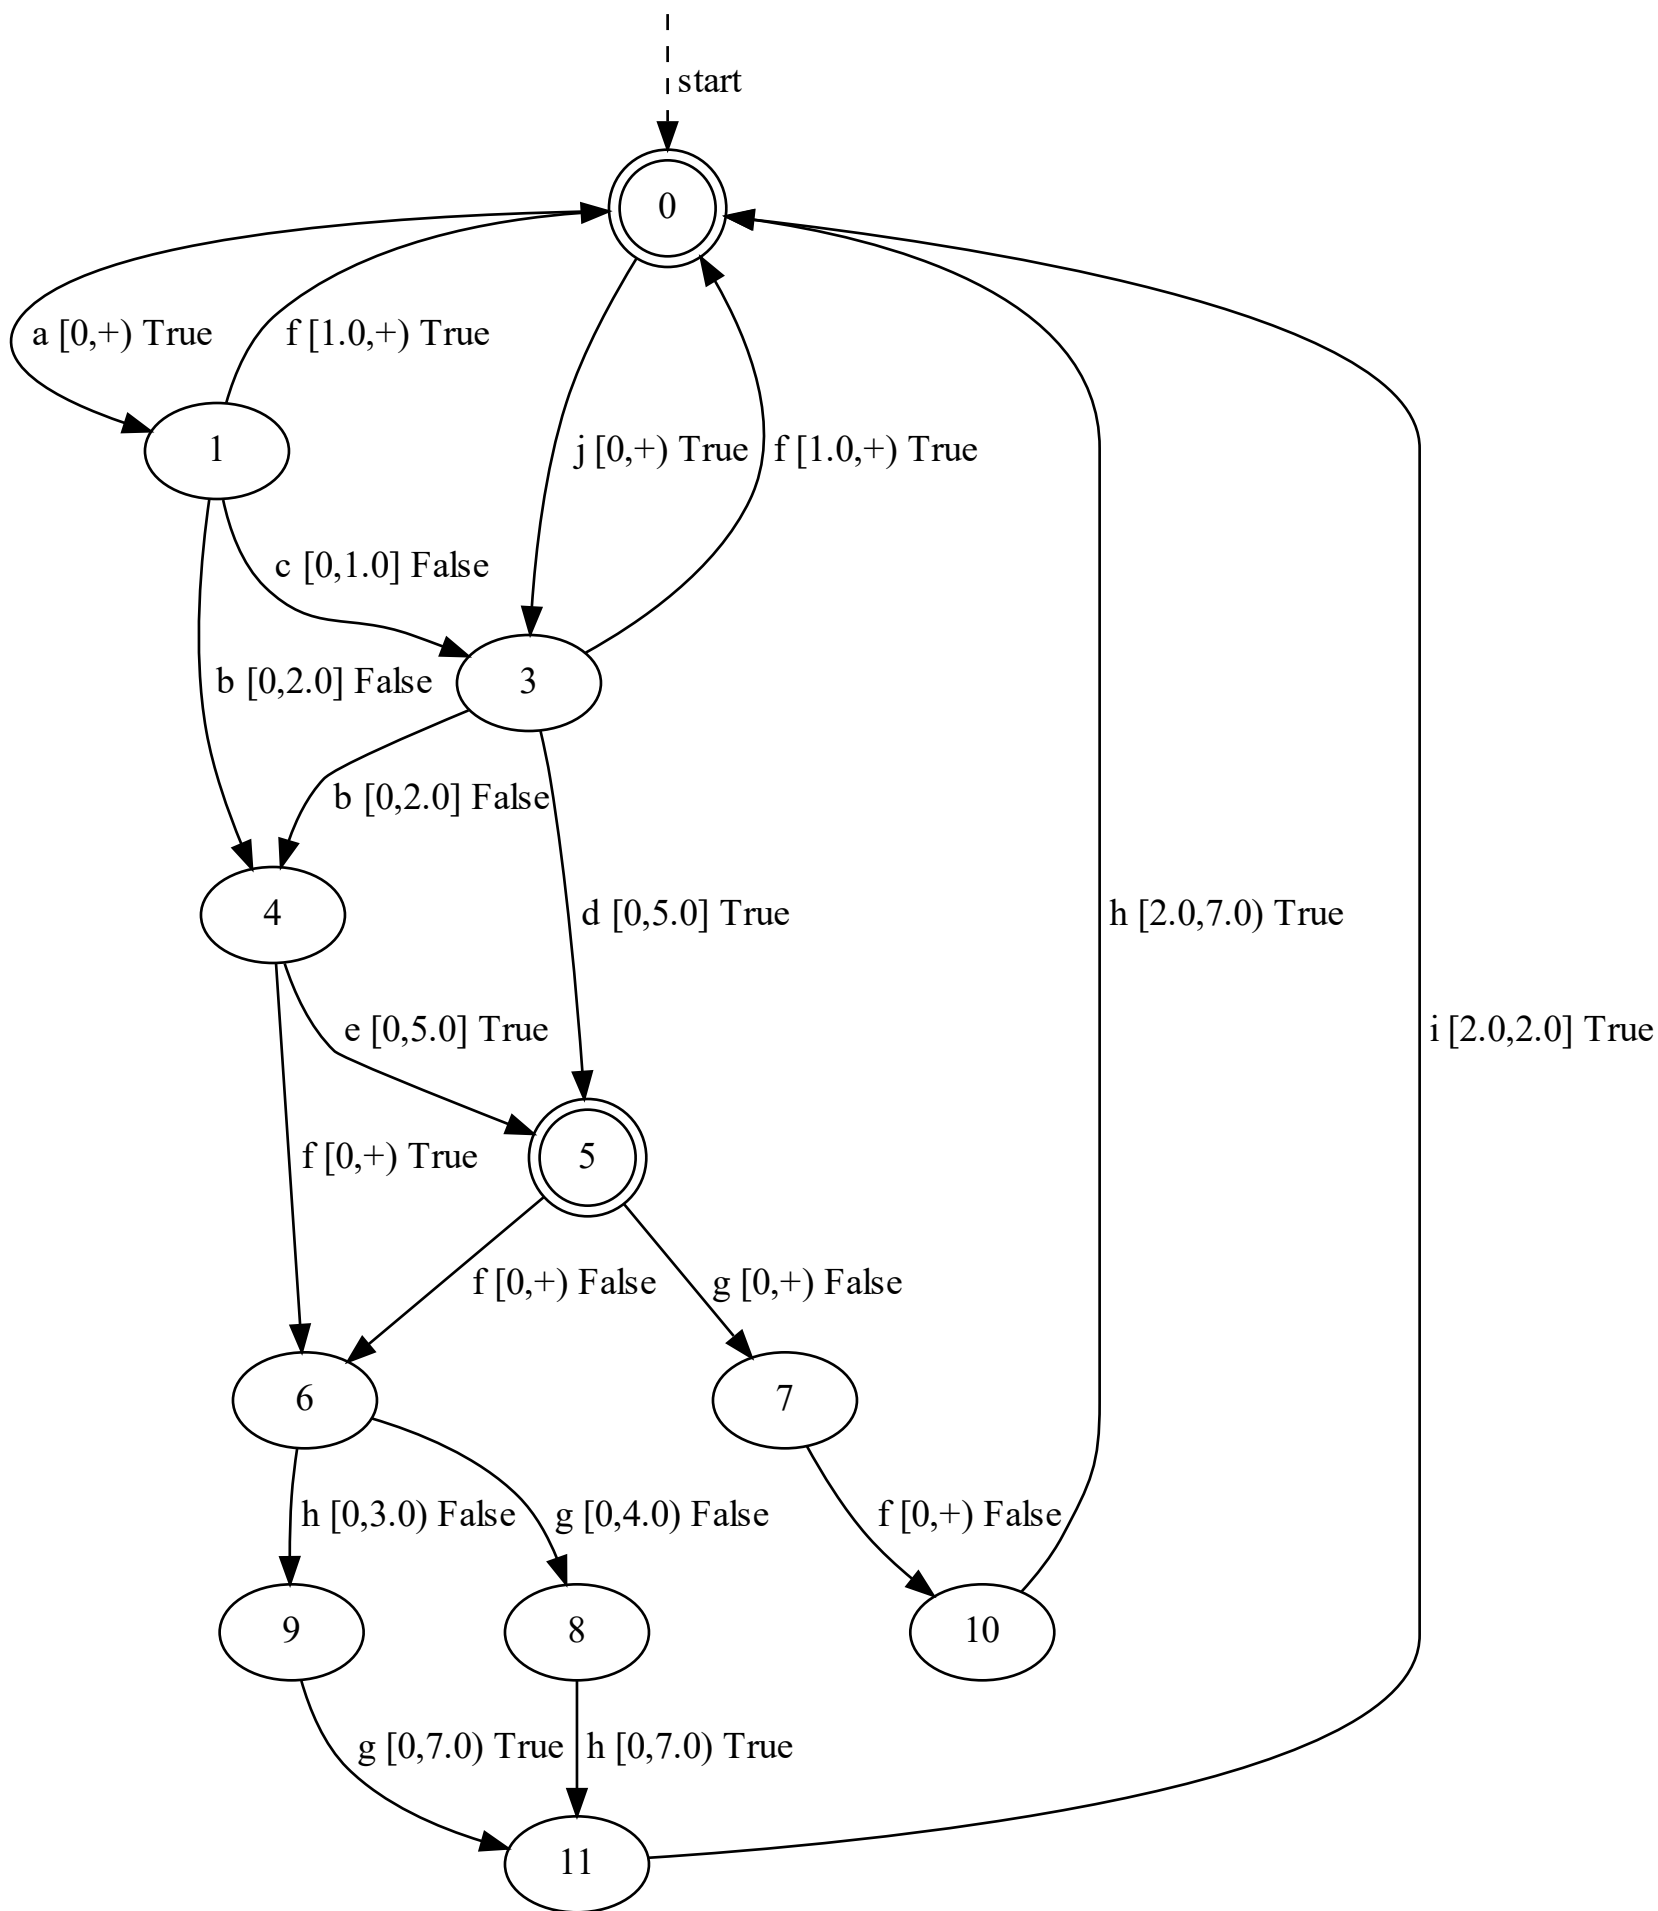 start
0
a [0,+) True
f [1.0,+) True
1
j [0,+) True
f [1.0,+) True
c [0,1.0] False
b [0,2.0] False
3
b [0,2.0] False
4
d [0,5.0] True
h [2.0,7.0) True
e [0,5.0] True
i [2.0,2.0] True
f [0,+) True
5
f [0,+) False
g [0,+) False
6
7
h [0,3.0) False
g [0,4.0) False
f [0,+) False
9
8
10
g [0,7.0) True
h [0,7.0) True
11